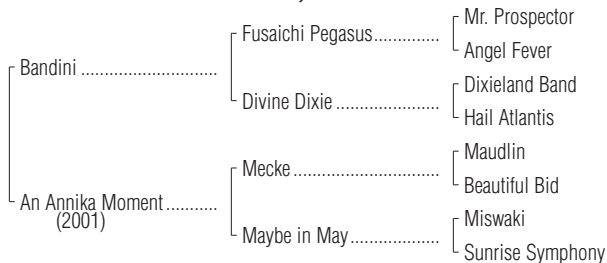 Mr. Prospector
Fusaichi Pegasus..............
Angel Fever
Bandini .............................
Dixieland Band
Divine Dixie ......................
Hail Atlantis
Maudlin
Mecke ...............................
Beautiful Bid
An Annika Moment...........
(2001)
Miswaki
Maybe in May...................
Sunrise Symphony